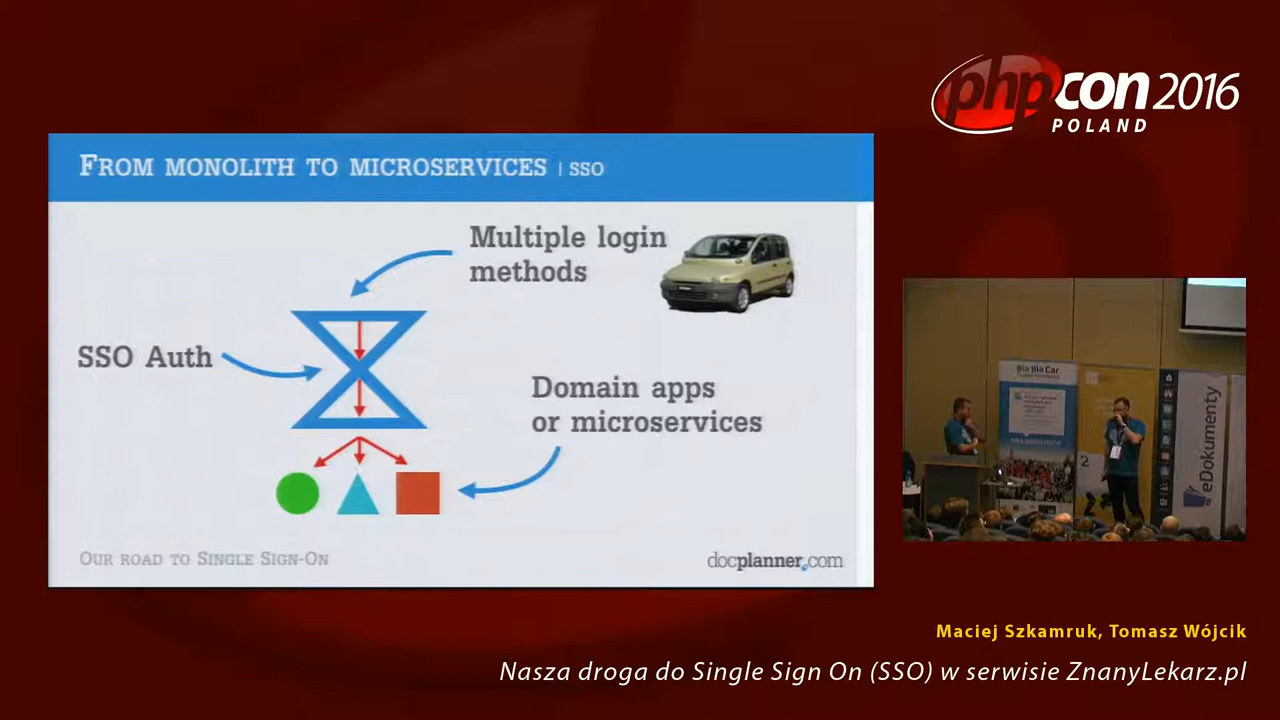 phpcon 2016
POLAND
FROM MONOLITH TO MICROSERVICES | SSO
Multiple login
methods
SSO Auth
Domain apps
or microservices
OUR ROAD TO SINGLE SIGN-ON
docplanner.com
Bla Bla Car
2
eDokumenty
Maciej Szkamruk, Tomasz Wójcik
Nasza droga do Single Sign On (SSO) w serwisie ZnanyLekarz.pl